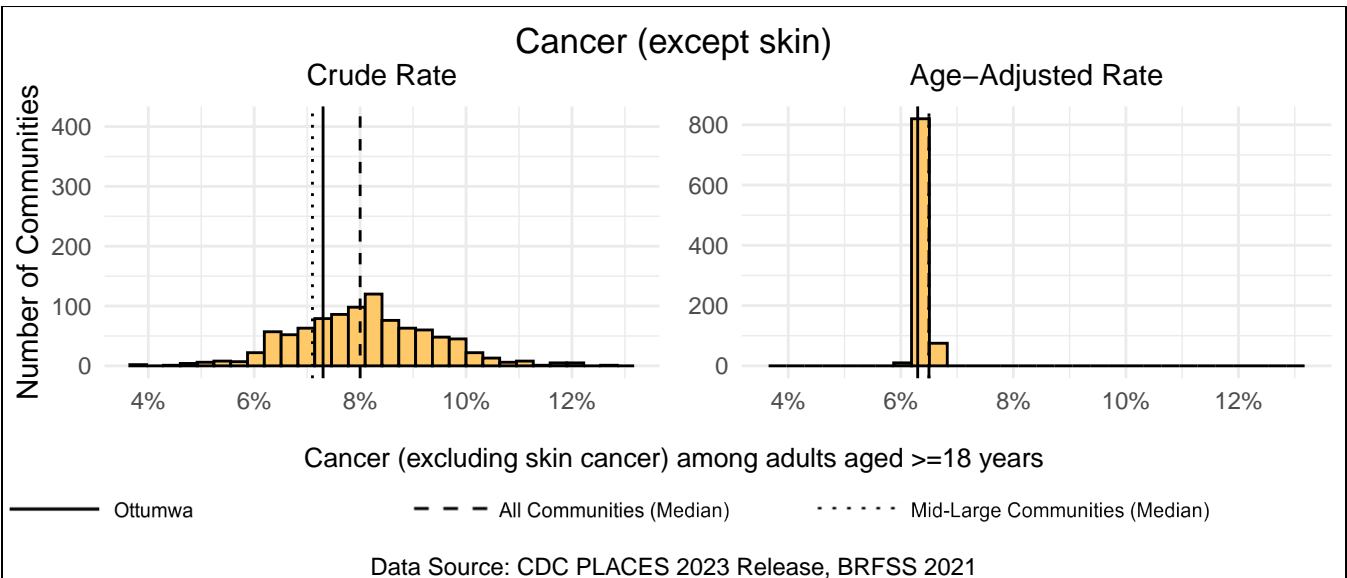 Cancer (except skin)
Crude Rate
Age−Adjusted Rate
Number of Communities
400
300
200
100
0
4%
6%
8%
10%
12%
800
600
400
200
0
4%
6%
8%
10%
12%
Cancer (excluding skin cancer) among adults aged >=18 years
Ottumwa
All Communities (Median)
Mid-Large Communities (Median)
Data Source: CDC PLACES 2023 Release, BRFSS 2021